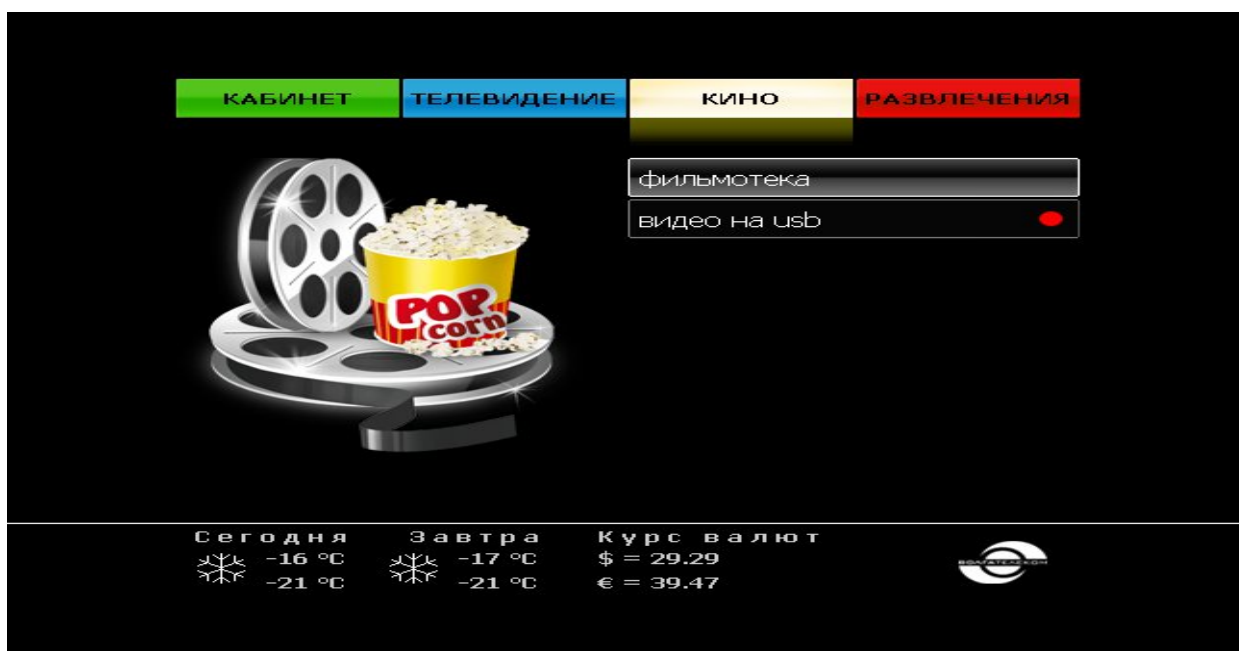 КАБИНЕТ ТЕЛЕВИДЕНИЕ КИНО РАЗВЛЕЧЕНИЯ
фильмотека
видео на usb
POP
corn
Сегодня Завтра Курс валют
-16 °C -17 °C $ = 29.29
-21 °C -21 °C € = 39.47
ВОЛГАТЕЛЕКОМ